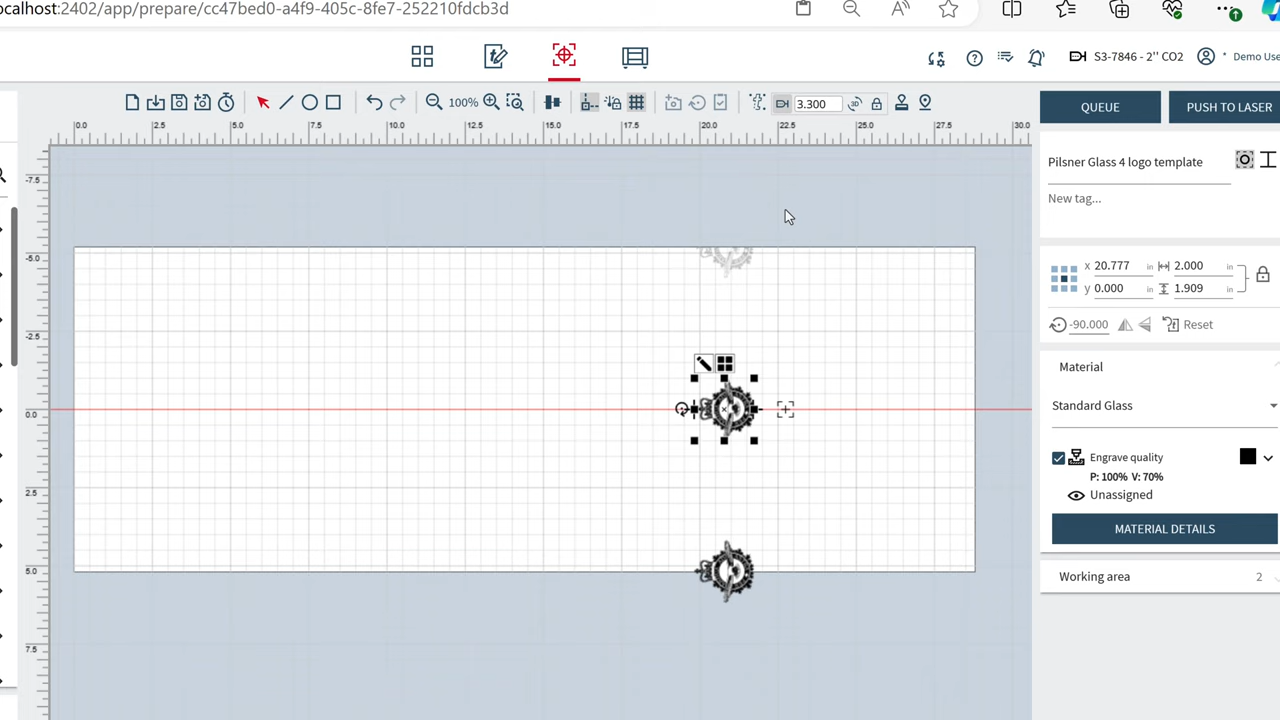 ocalhost:2402/app/prepare/cc47bed0-a4f9-405c-8fe7-252210fdcb3d
S3-7846 - 2'' CO2
Demo Use
100%
3.300
QUEUE
PUSH TO LASER
0.0 2.5 5.0 7.5 10.0 12.5 15.0 17.5 20.0 22.5 25.0 27.5 30.0
Pilsner Glass 4 logo template
New tag...
-7.5
-5.0
-2.5
0.0
2.5
5.0
7.5
x 20.777 in 2.000 in
y 0.000 in 1.909 in
-90.000 Reset
Material
Standard Glass
Engrave quality
P: 100% V: 70%
Unassigned
MATERIAL DETAILS
Working area 2